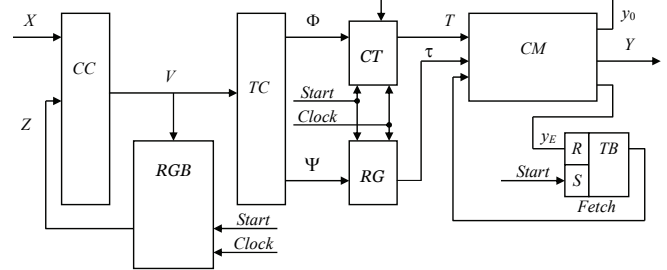 X
Z
CC
V
RGB
Start
Clock
TC
Φ
Ψ
CT
Start
Clock
RG
T
τ
CM
y0
Y
yE
Start
R
S
TB
Fetch